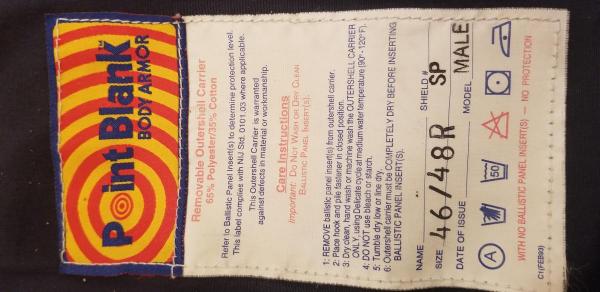 Point Blank™
BODY ARMOR
Removable Outershell Carrier
65% Polyester/35% Cotton
Refer to Ballistic Panel Insert(s) to determine protection level.
This label complies with NIJ Std. 0101.03 where applicable.
This Outershell Carrier is warranted
against defects in material or workmanship.
Care Instructions
Important: Do Not Wash or Dry Clean
Ballistic Panel Insert(s).
1: REMOVE ballistic panel insert(s) from outershell carrier.
2: Place hook and pile fastener in closed position.
3: Dry clean, hand wash or machine wash the OUTERSHELL CARRIER
ONLY, using Delicate cycle at medium water temperature (90°-120°F).
4: DO NOT use bleach or starch.
5: Tumble dry low or line dry.
6: Outershell carrier must be COMPLETELY DRY BEFORE INSERTING
BALLISTIC PANEL INSERT(S).
NAME SHIELD #
SIZE 46/48R SP
DATE OF ISSUE MODEL MALE
A 50
WITH NO BALLISTIC PANEL INSERT(S) – NO PROTECTION
C1(FEB93)